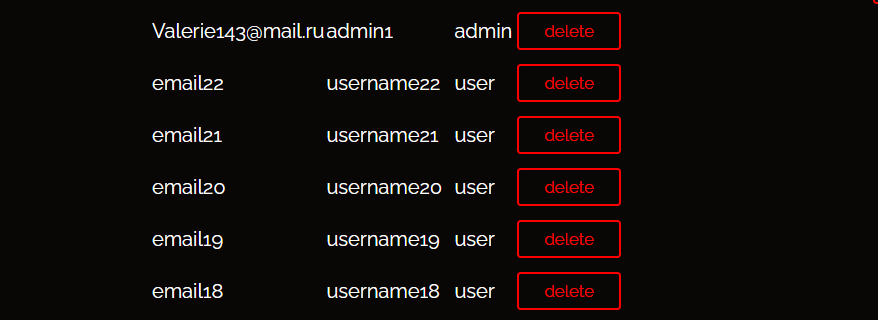 Valerie143@mail.ru admin1 admin delete
email22 username22 user delete
email21 username21 user delete
email20 username20 user delete
email19 username19 user delete
email18 username18 user delete